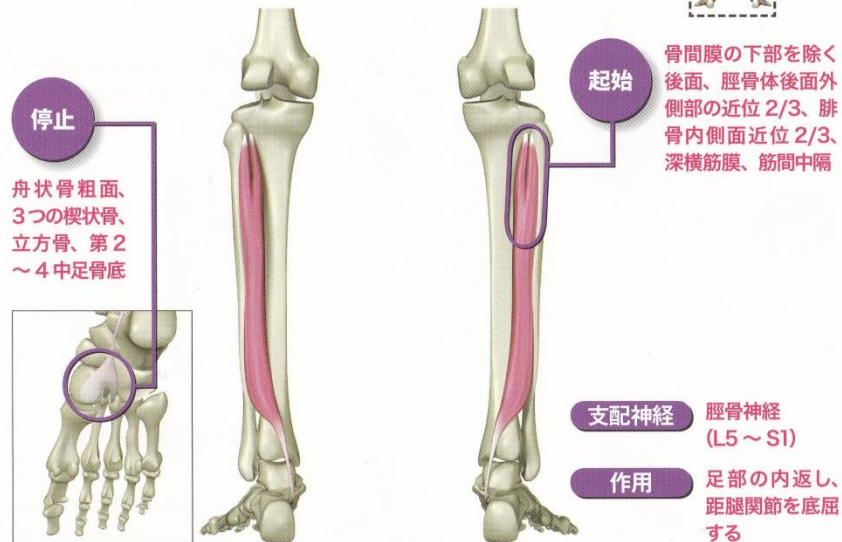 停止
舟状骨粗面、
3つの楔状骨、
立方骨、第2
～4中足骨底
起始
骨間膜の下部を除く
後面、脛骨体後面外
側部の近位2/3、腓
骨内側面近位2/3、
深横筋膜、筋間中隔
支配神経
脛骨神経
(L5～S1)
作用
足部の内返し、
距腿関節を底屈
する